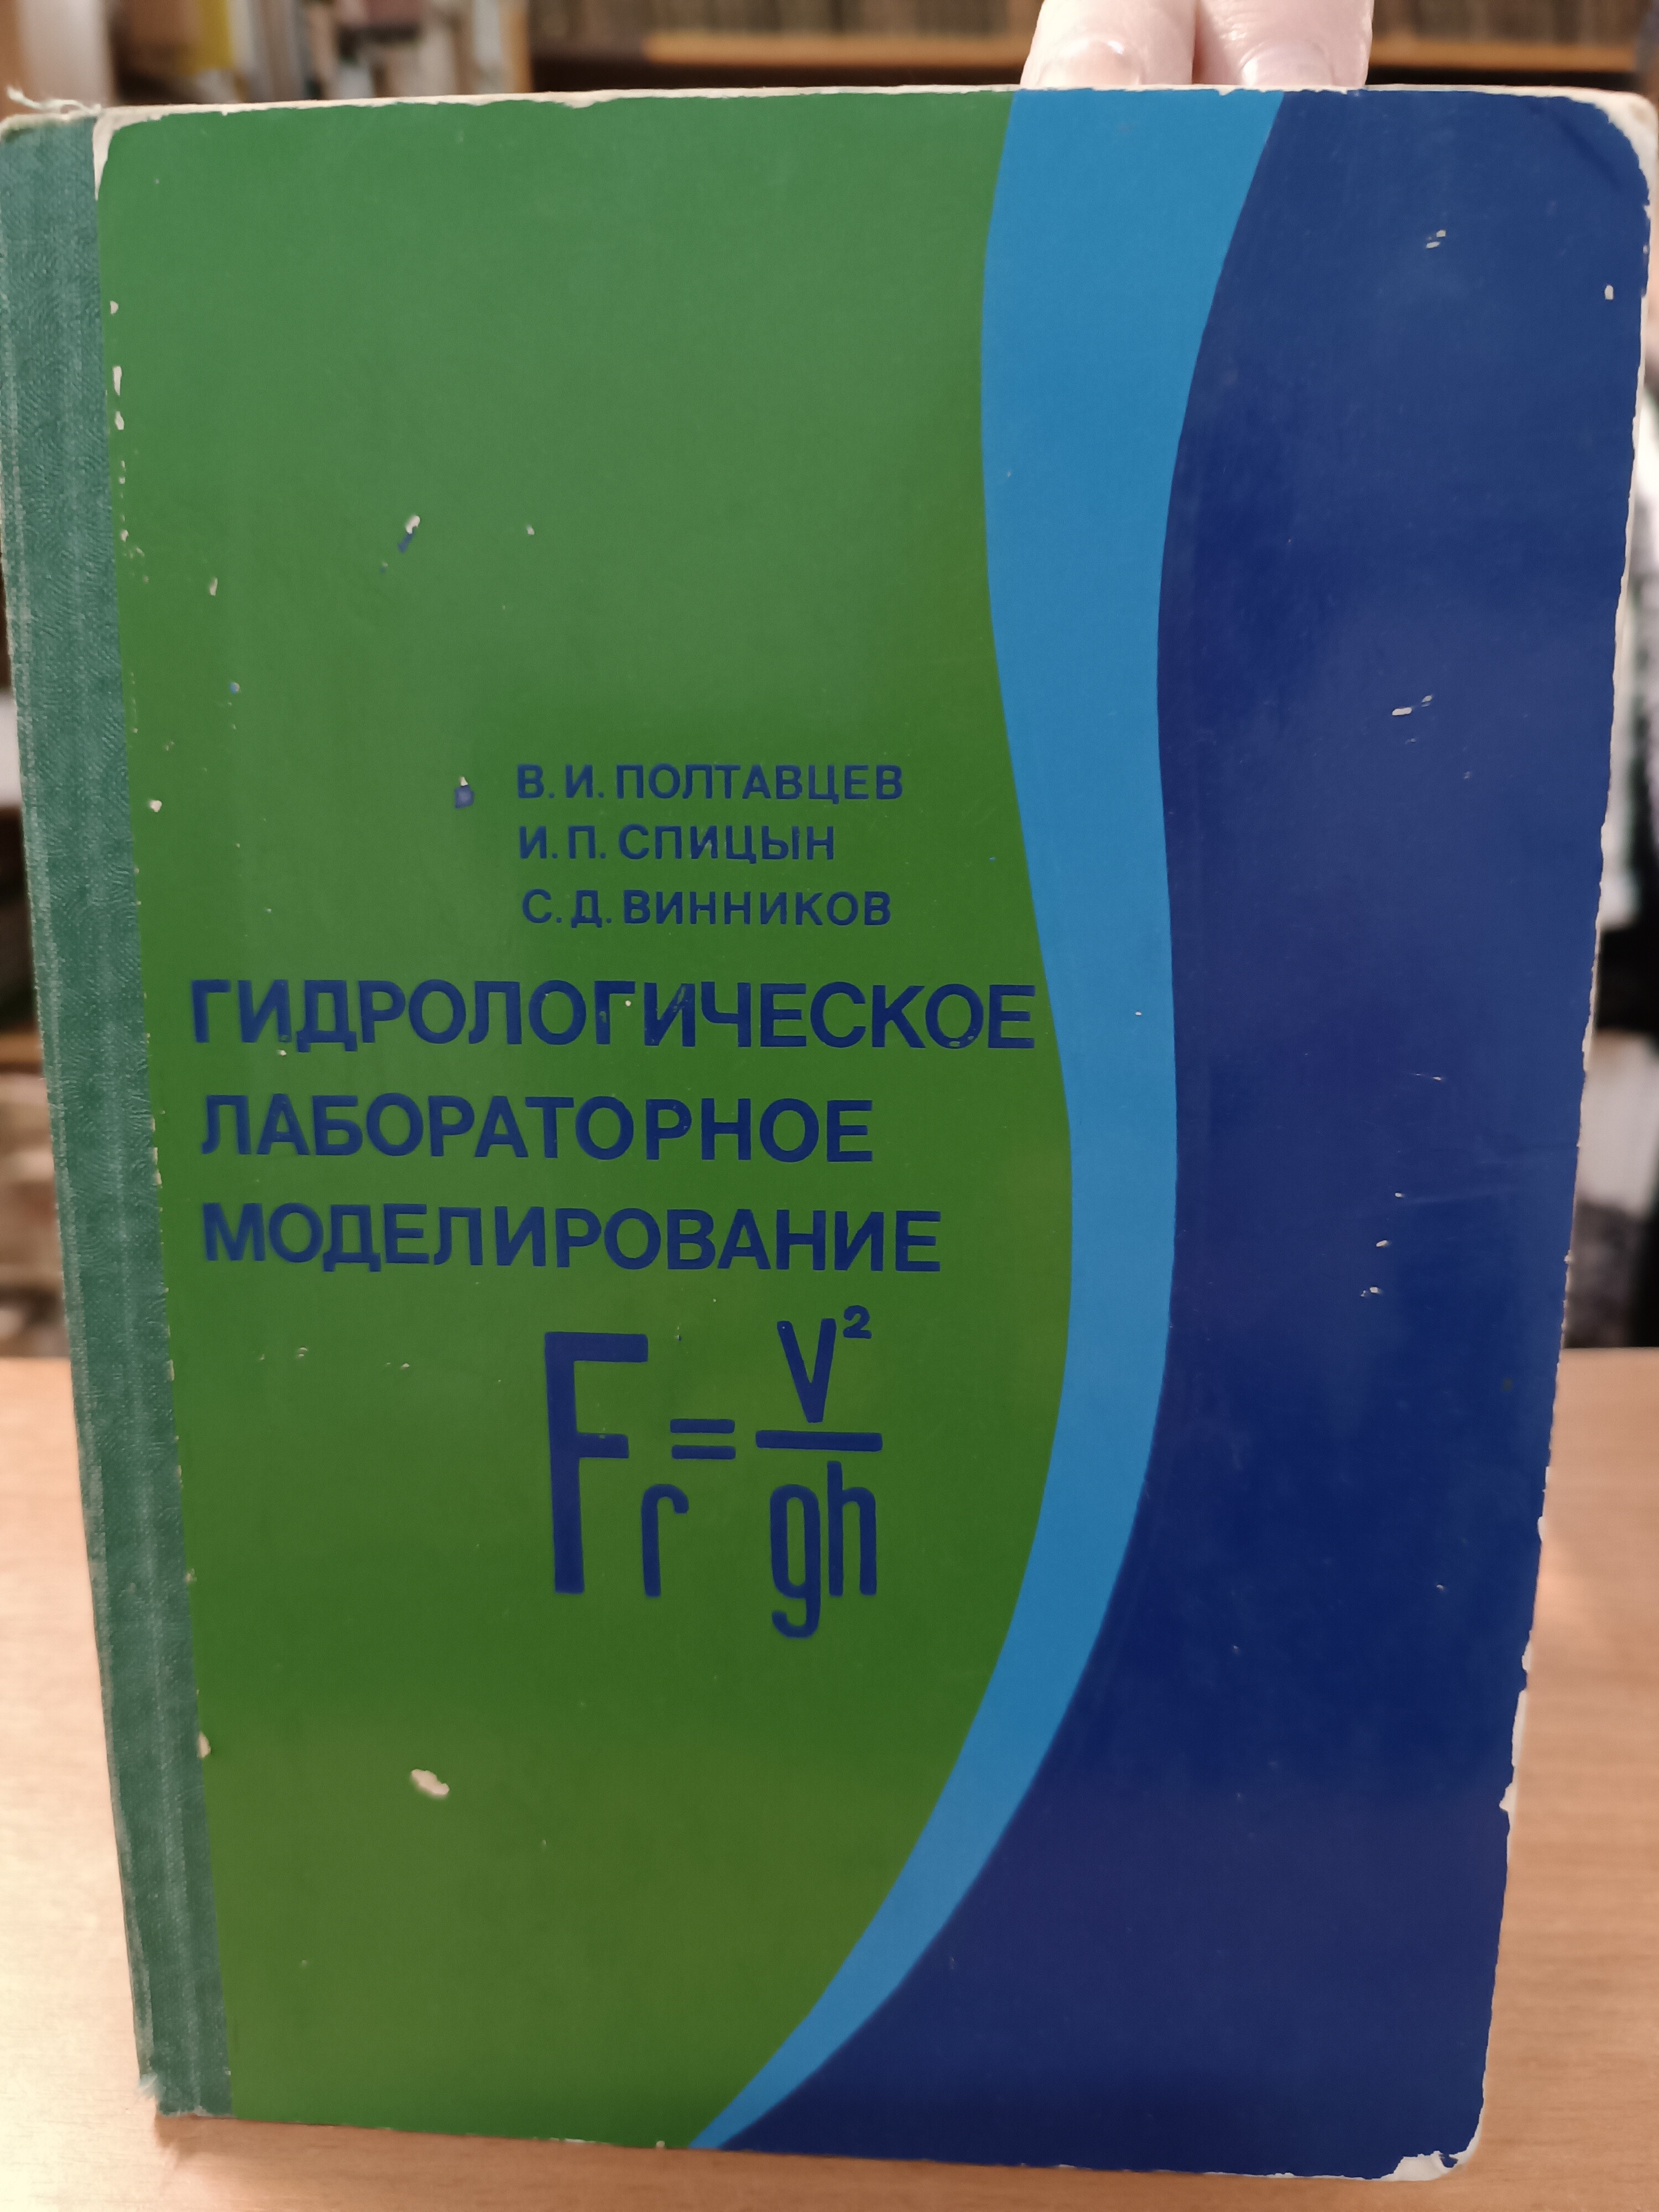 В. И. ПОЛТАВЦЕВ
И. П. СПИЦЫН
С. Д. ВИННИКОВ
ГИДРОЛОГИЧЕСКОЕ
ЛАБОРАТОРНОЕ
МОДЕЛИРОВАНИЕ
Fr = V²
gh